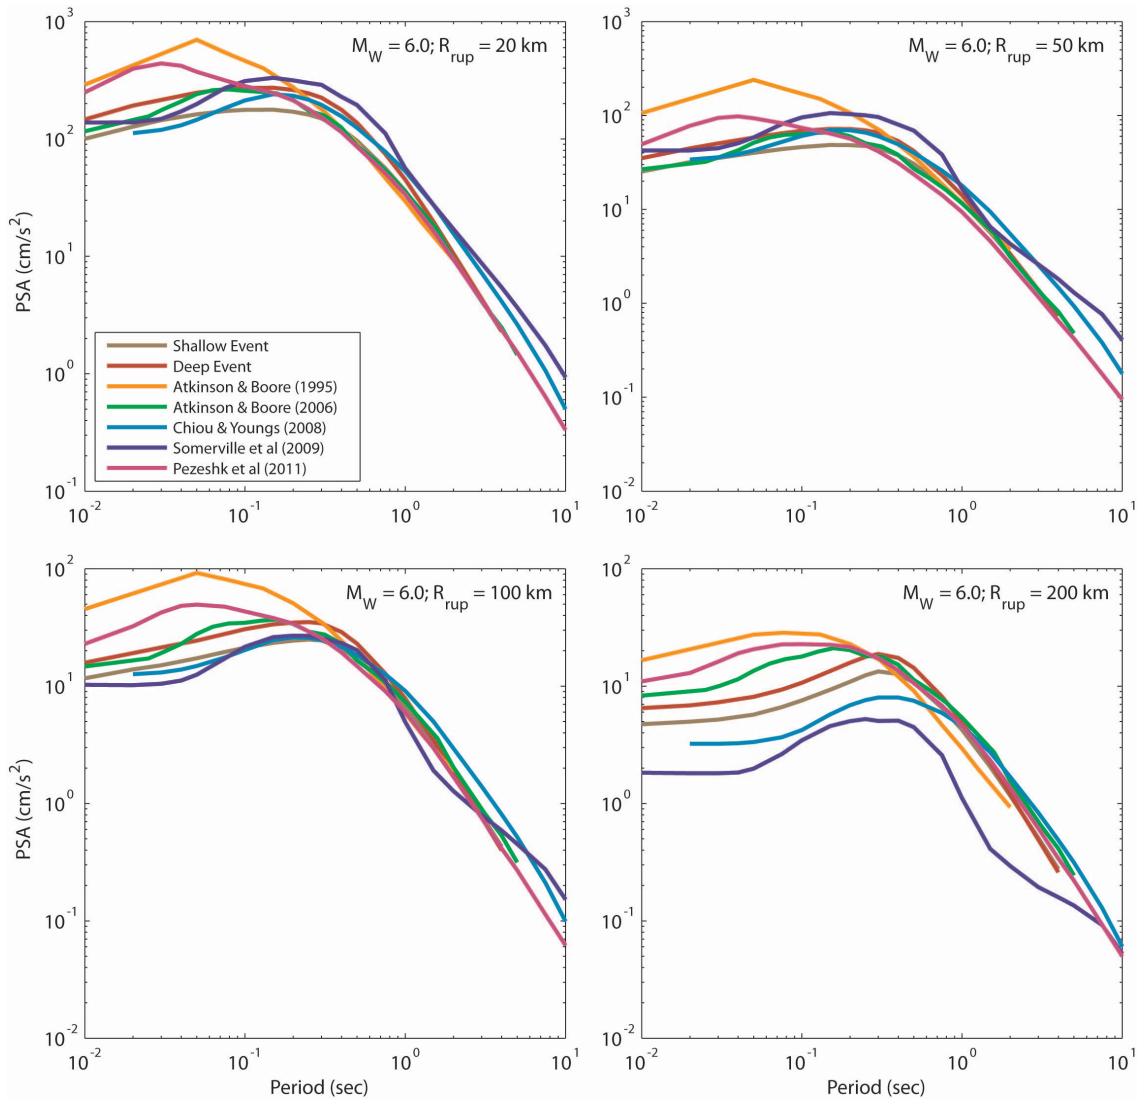 M_W = 6.0; R_rup = 20 km
10^3
10^2
10^1
10^0
10^-1
PSA (cm/s^2)
Shallow Event
Deep Event
Atkinson & Boore (1995)
Atkinson & Boore (2006)
Chiou & Youngs (2008)
Somerville et al (2009)
Pezeshk et al (2011)
10^-2
10^-1
10^0
10^1
M_W = 6.0; R_rup = 50 km
10^3
10^2
10^1
10^0
10^-1
10^-2
10^-2
10^-1
10^0
10^1
M_W = 6.0; R_rup = 100 km
10^2
10^1
10^0
10^-1
10^-2
PSA (cm/s^2)
10^-2
10^-1
10^0
10^1
Period (sec)
M_W = 6.0; R_rup = 200 km
10^2
10^1
10^0
10^-1
10^-2
10^-2
10^-1
10^0
10^1
Period (sec)